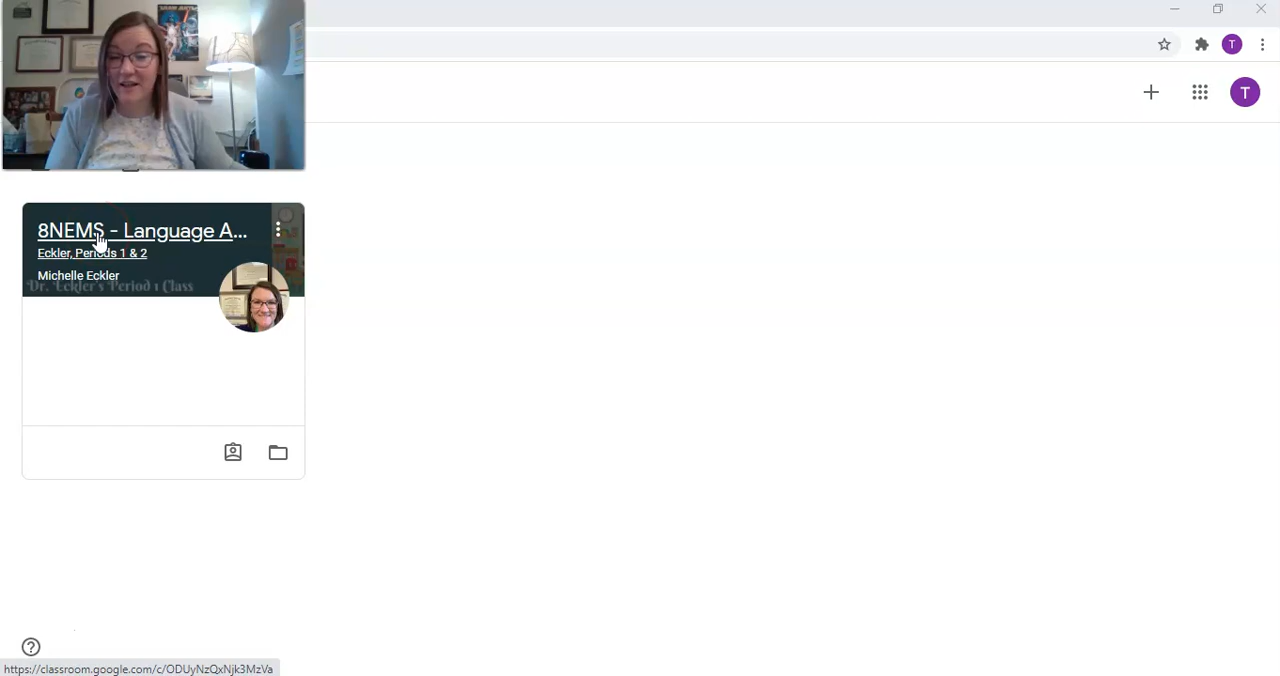 T
T
8NEMS - Language A...
Eckler, Periods 1 & 2
Michelle Eckler
Dr. Eckler's Period 1 Class
https://classroom.google.com/c/ODUyNzQxNjk3MzVa